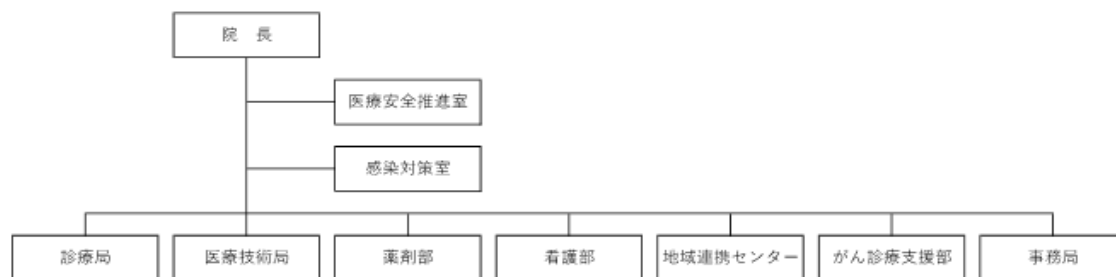 院　長
医療安全推進室
感染対策室
診療局
医療技術局
薬剤部
看護部
地域連携センター
がん診療支援部
事務局